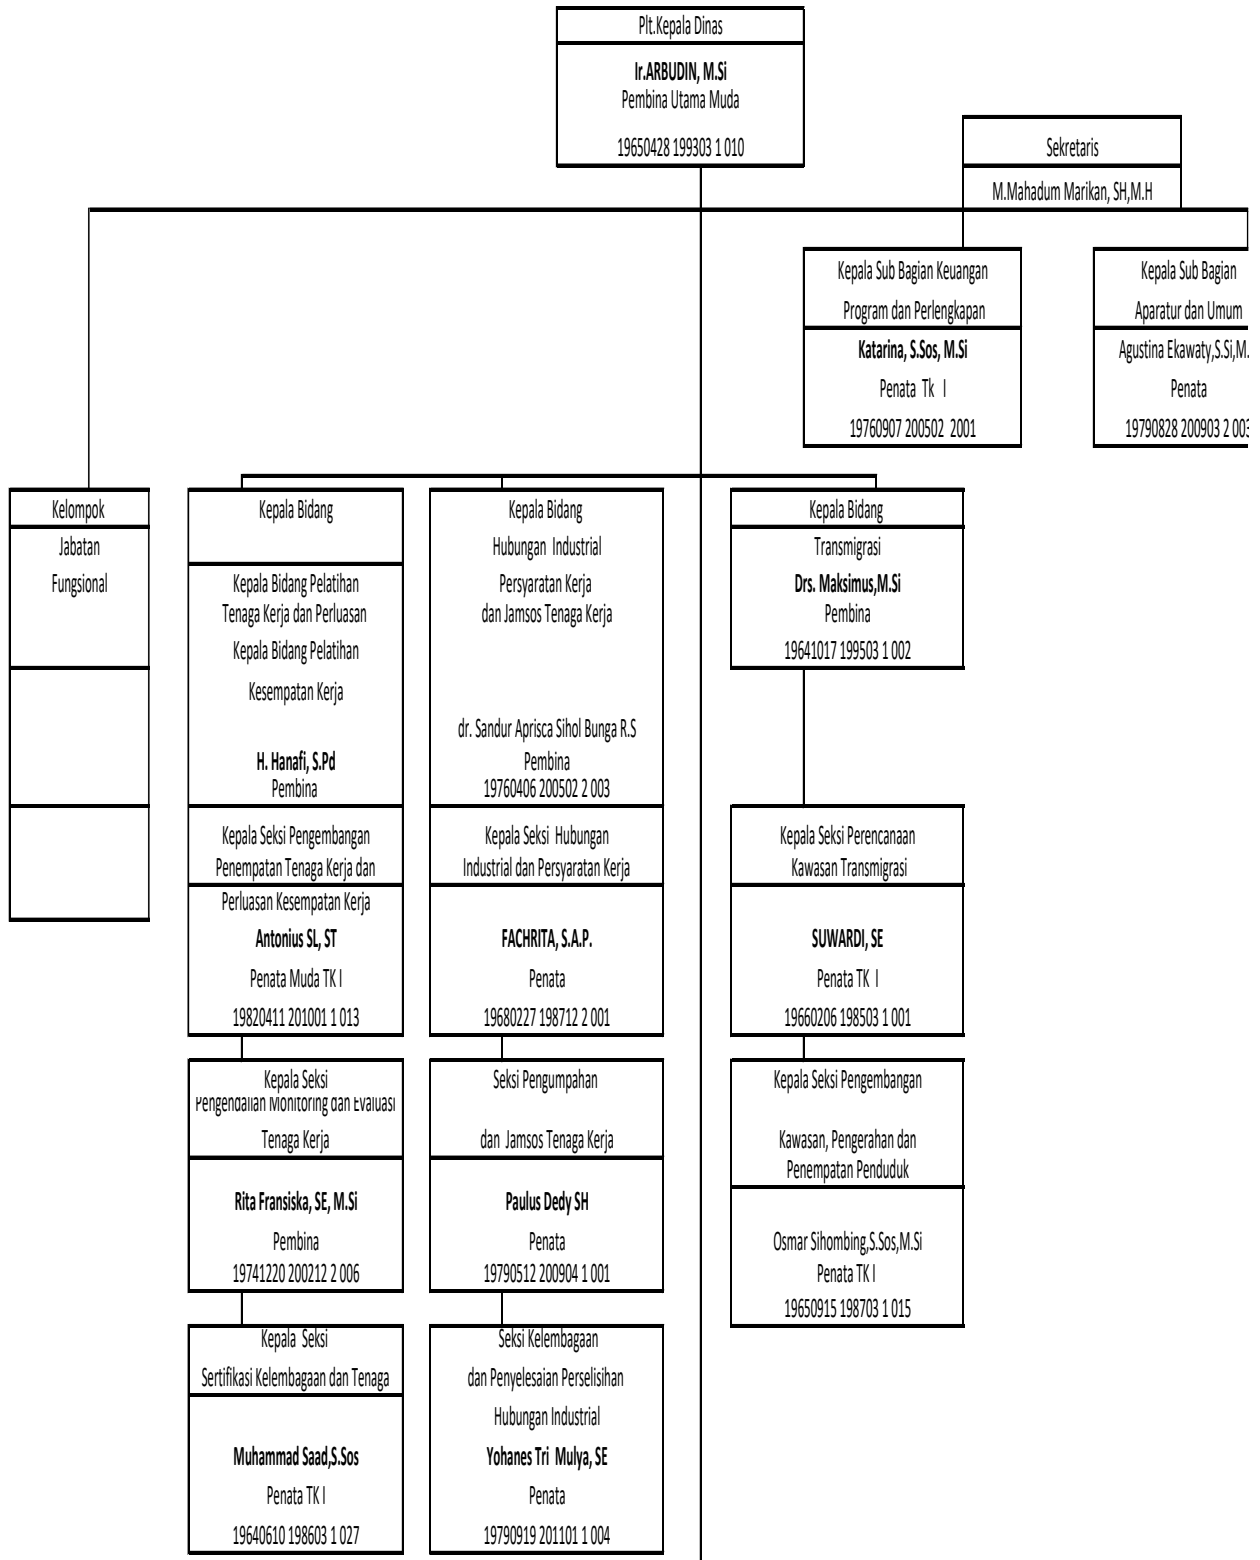 Plt.Kepala Dinas
Ir.ARBUDIN, M.Si
Pembina Utama Muda
19650428 199303 1 010
Sekretaris
M.Mahadum Marikan, SH,M.H
Kepala Sub Bagian Keuangan
Program dan Perlengkapan
Katarina, S.Sos, M.Si
Penata Tk I
19760907 200502 2001
Kepala Sub Bagian
Aparatur dan Umum
Agustina Ekawaty,S.Si,M.
Penata
19790828 200903 2 003
Kelompok
Jabatan
Fungsional
Kepala Bidang
Kepala Bidang Pelatihan
Tenaga Kerja dan Perluasan
Kepala Bidang Pelatihan
Kesempatan Kerja
H. Hanafi, S.Pd
Pembina
Kepala Seksi Pengembangan
Penempatan Tenaga Kerja dan
Perluasan Kesempatan Kerja
Antonius SL, ST
Penata Muda TK I
19820411 201001 1 013
Kepala Seksi
Pengendalian Monitoring dan Evaluasi
Tenaga Kerja
Rita Fransiska, SE, M.Si
Pembina
19741220 200212 2 006
Kepala Seksi
Sertifikasi Kelembagaan dan Tenaga
Muhammad Saad,S.Sos
Penata TK I
19640610 198603 1 027
Kepala Bidang
Hubungan Industrial
Persyaratan Kerja
dan Jamsos Tenaga Kerja
dr. Sandur Aprisca Sihol Bunga R.S
Pembina
19760406 200502 2 003
Kepala Seksi Hubungan
Industrial dan Persyaratan Kerja
FACHRITA, S.A.P.
Penata
19680227 198712 2 001
Seksi Pengumpahan
dan Jamsos Tenaga Kerja
Paulus Dedy SH
Penata
19790512 200904 1 001
Seksi Kelembagaan
dan Penyelesaian Perselisihan
Hubungan Industrial
Yohanes Tri Mulya, SE
Penata
19790919 201101 1 004
Kepala Bidang
Transmigrasi
Drs. Maksimus,M.Si
Pembina
19641017 199503 1 002
Kepala Seksi Perencanaan
Kawasan Transmigrasi
SUWARDI, SE
Penata TK I
19660206 198503 1 001
Kepala Seksi Pengembangan
Kawasan, Pengerahan dan
Penempatan Penduduk
Osmar Sihombing,S.Sos,M.Si
Penata TK I
19650915 198703 1 015